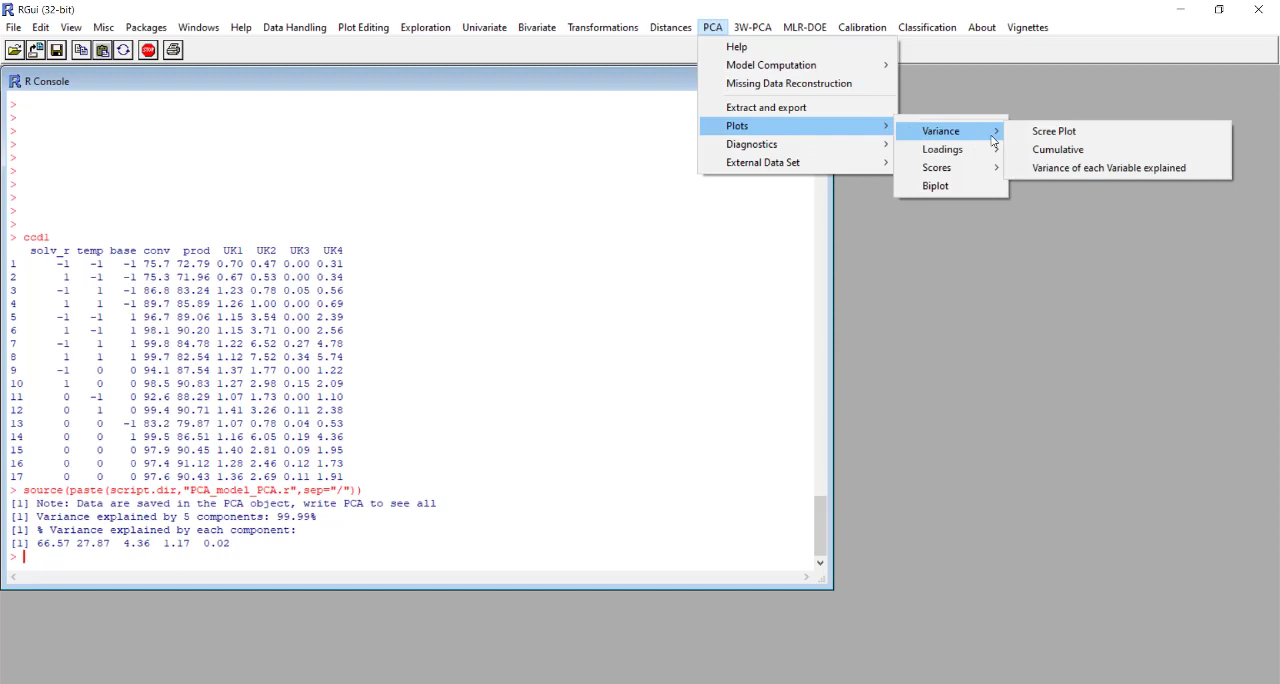 RGui (32-bit)
File Edit View Misc Packages Windows Help Data Handling Plot Editing Exploration Univariate Bivariate Transformations Distances PCA 3W-PCA MLR-DOE Calibration Classification About Vignettes
STOP
Help
Model Computation
Missing Data Reconstruction
Extract and export
Plots
Diagnostics
External Data Set
Variance
Loadings
Scores
Biplot
Scree Plot
Cumulative
Variance of each Variable explained
R Console
>
>
>
>
>
>
>
>
>
>
> ccd1
solv_r temp base conv prod UK1 UK2 UK3 UK4
1 -1 -1 -1 75.7 72.79 0.70 0.47 0.00 0.31
2 1 -1 -1 75.3 71.96 0.67 0.53 0.00 0.34
3 -1 1 -1 86.8 83.24 1.23 0.78 0.05 0.56
4 1 1 -1 89.7 85.89 1.26 1.00 0.00 0.69
5 -1 -1 1 96.7 89.06 1.15 3.54 0.00 2.39
6 1 -1 1 98.1 90.20 1.15 3.71 0.00 2.56
7 -1 1 1 99.8 84.78 1.22 6.52 0.27 4.78
8 1 1 1 99.7 82.54 1.12 7.52 0.34 5.74
9 -1 0 0 94.1 87.54 1.37 1.77 0.00 1.22
10 1 0 0 98.5 90.83 1.27 2.98 0.15 2.09
11 0 -1 0 92.6 88.29 1.07 1.73 0.00 1.10
12 0 1 0 99.4 90.71 1.41 3.26 0.11 2.38
13 0 0 -1 83.2 79.87 1.07 0.78 0.04 0.53
14 0 0 1 99.5 86.51 1.16 6.05 0.19 4.36
15 0 0 0 97.9 90.45 1.40 2.81 0.09 1.95
16 0 0 0 97.4 91.12 1.28 2.46 0.12 1.73
17 0 0 0 97.6 90.43 1.36 2.69 0.11 1.91
> source(paste(script.dir,"PCA_model_PCA.r",sep="/"))
[1] Note: Data are saved in the PCA object, write PCA to see all
[1] Variance explained by 5 components: 99.99%
[1] % Variance explained by each component:
[1] 66.57 27.87 4.36 1.17 0.02
>